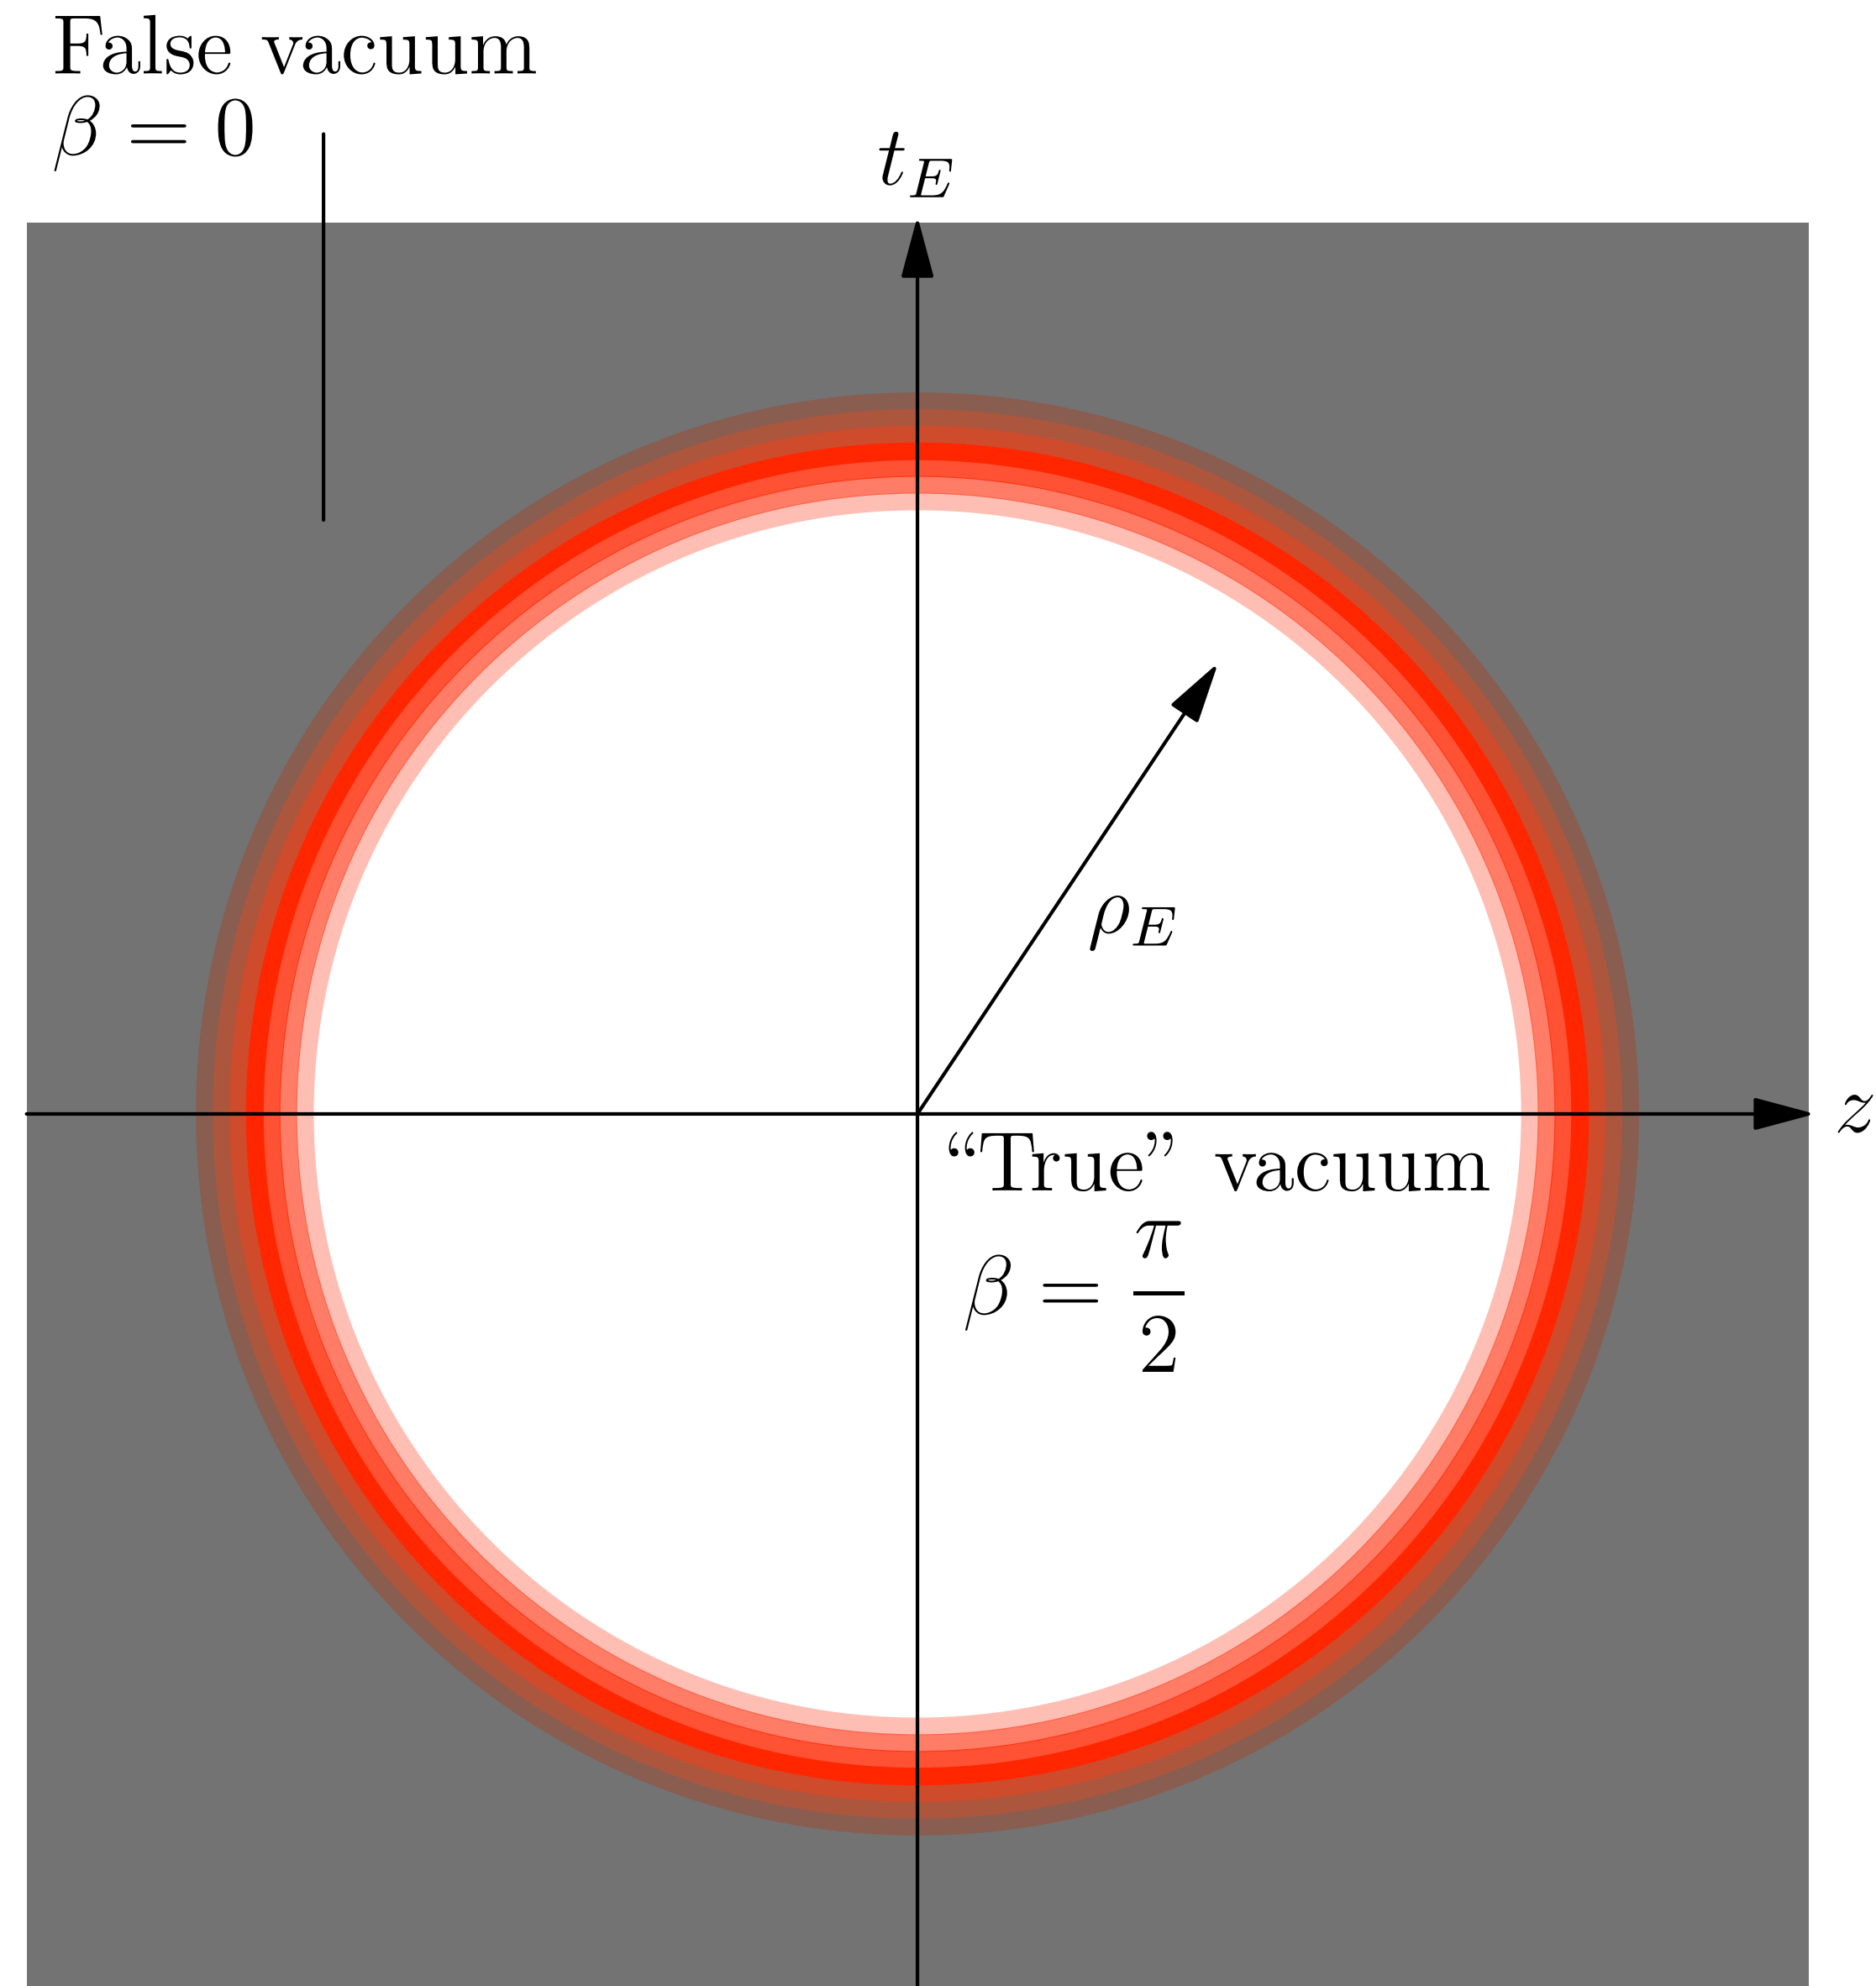 False vacuum
β = 0
t_E
ρ_E
z
“True” vacuum
β = π/2